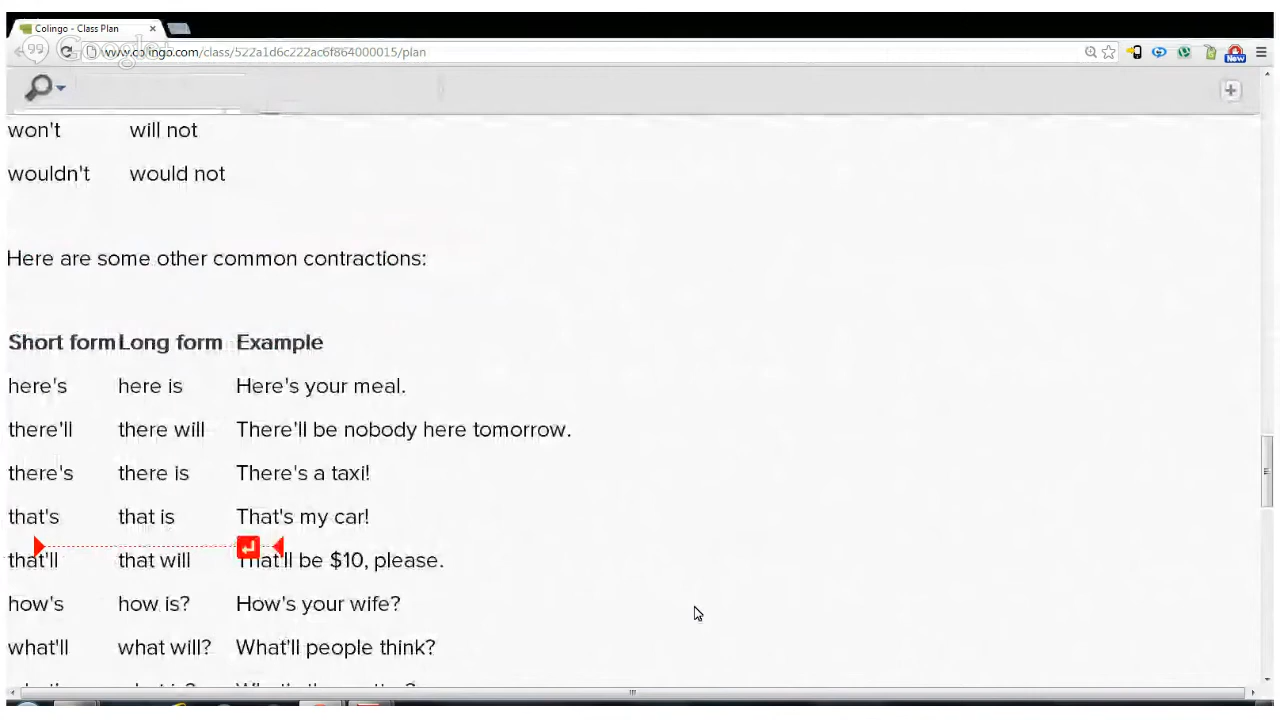 Colingo - Class Plan
www.colingo.com/class/522a1d6c222ac6f864000015/plan
New
won't will not
wouldn't would not
Here are some other common contractions:
Short form Long form Example
here's here is Here's your meal.
there'll there will There'll be nobody here tomorrow.
there's there is There's a taxi!
that's that is That's my car!
that'll that will That'll be $10, please.
how's how is? How's your wife?
what'll what will? What'll people think?